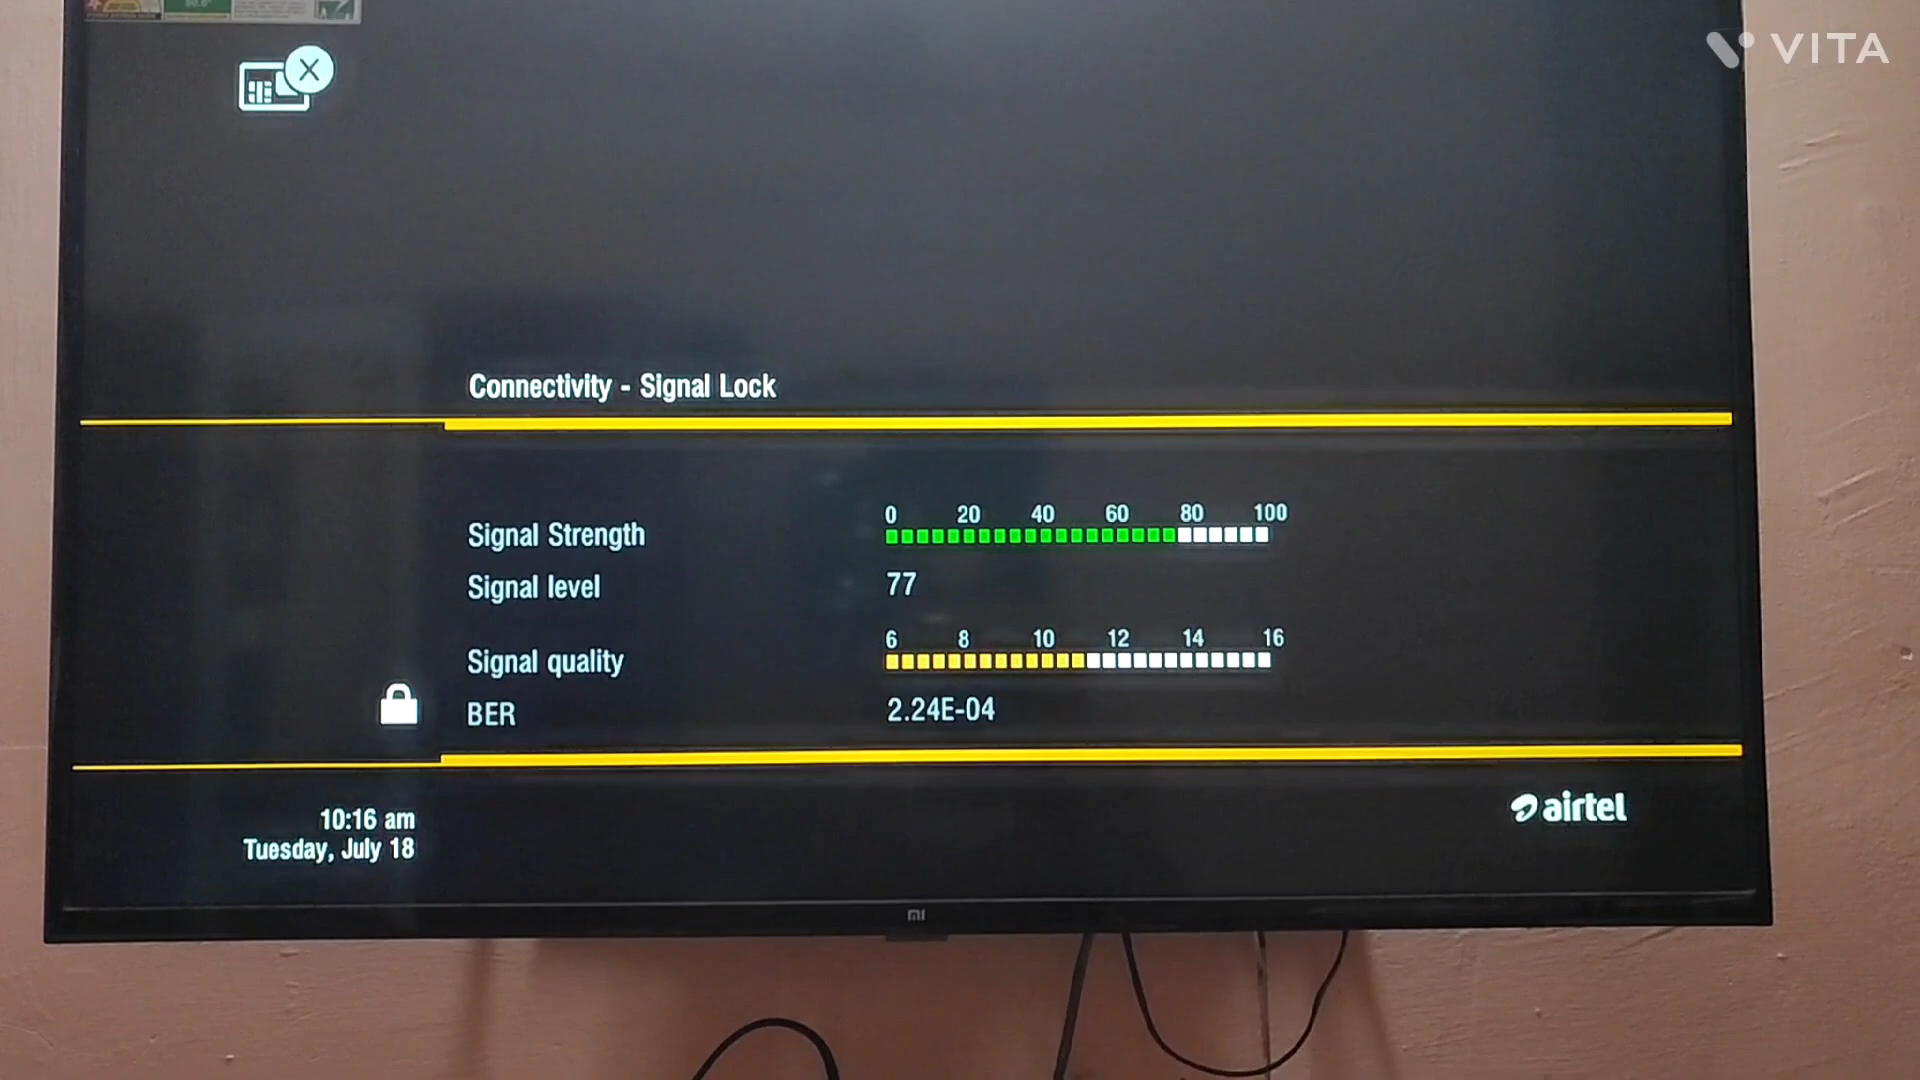 VITA
Connectivity - Signal Lock
0 20 40 60 80 100
Signal Strength
Signal level 77
6 8 10 12 14 16
Signal quality
BER 2.24E-04
10:16 am
Tuesday, July 18
airtel
mi